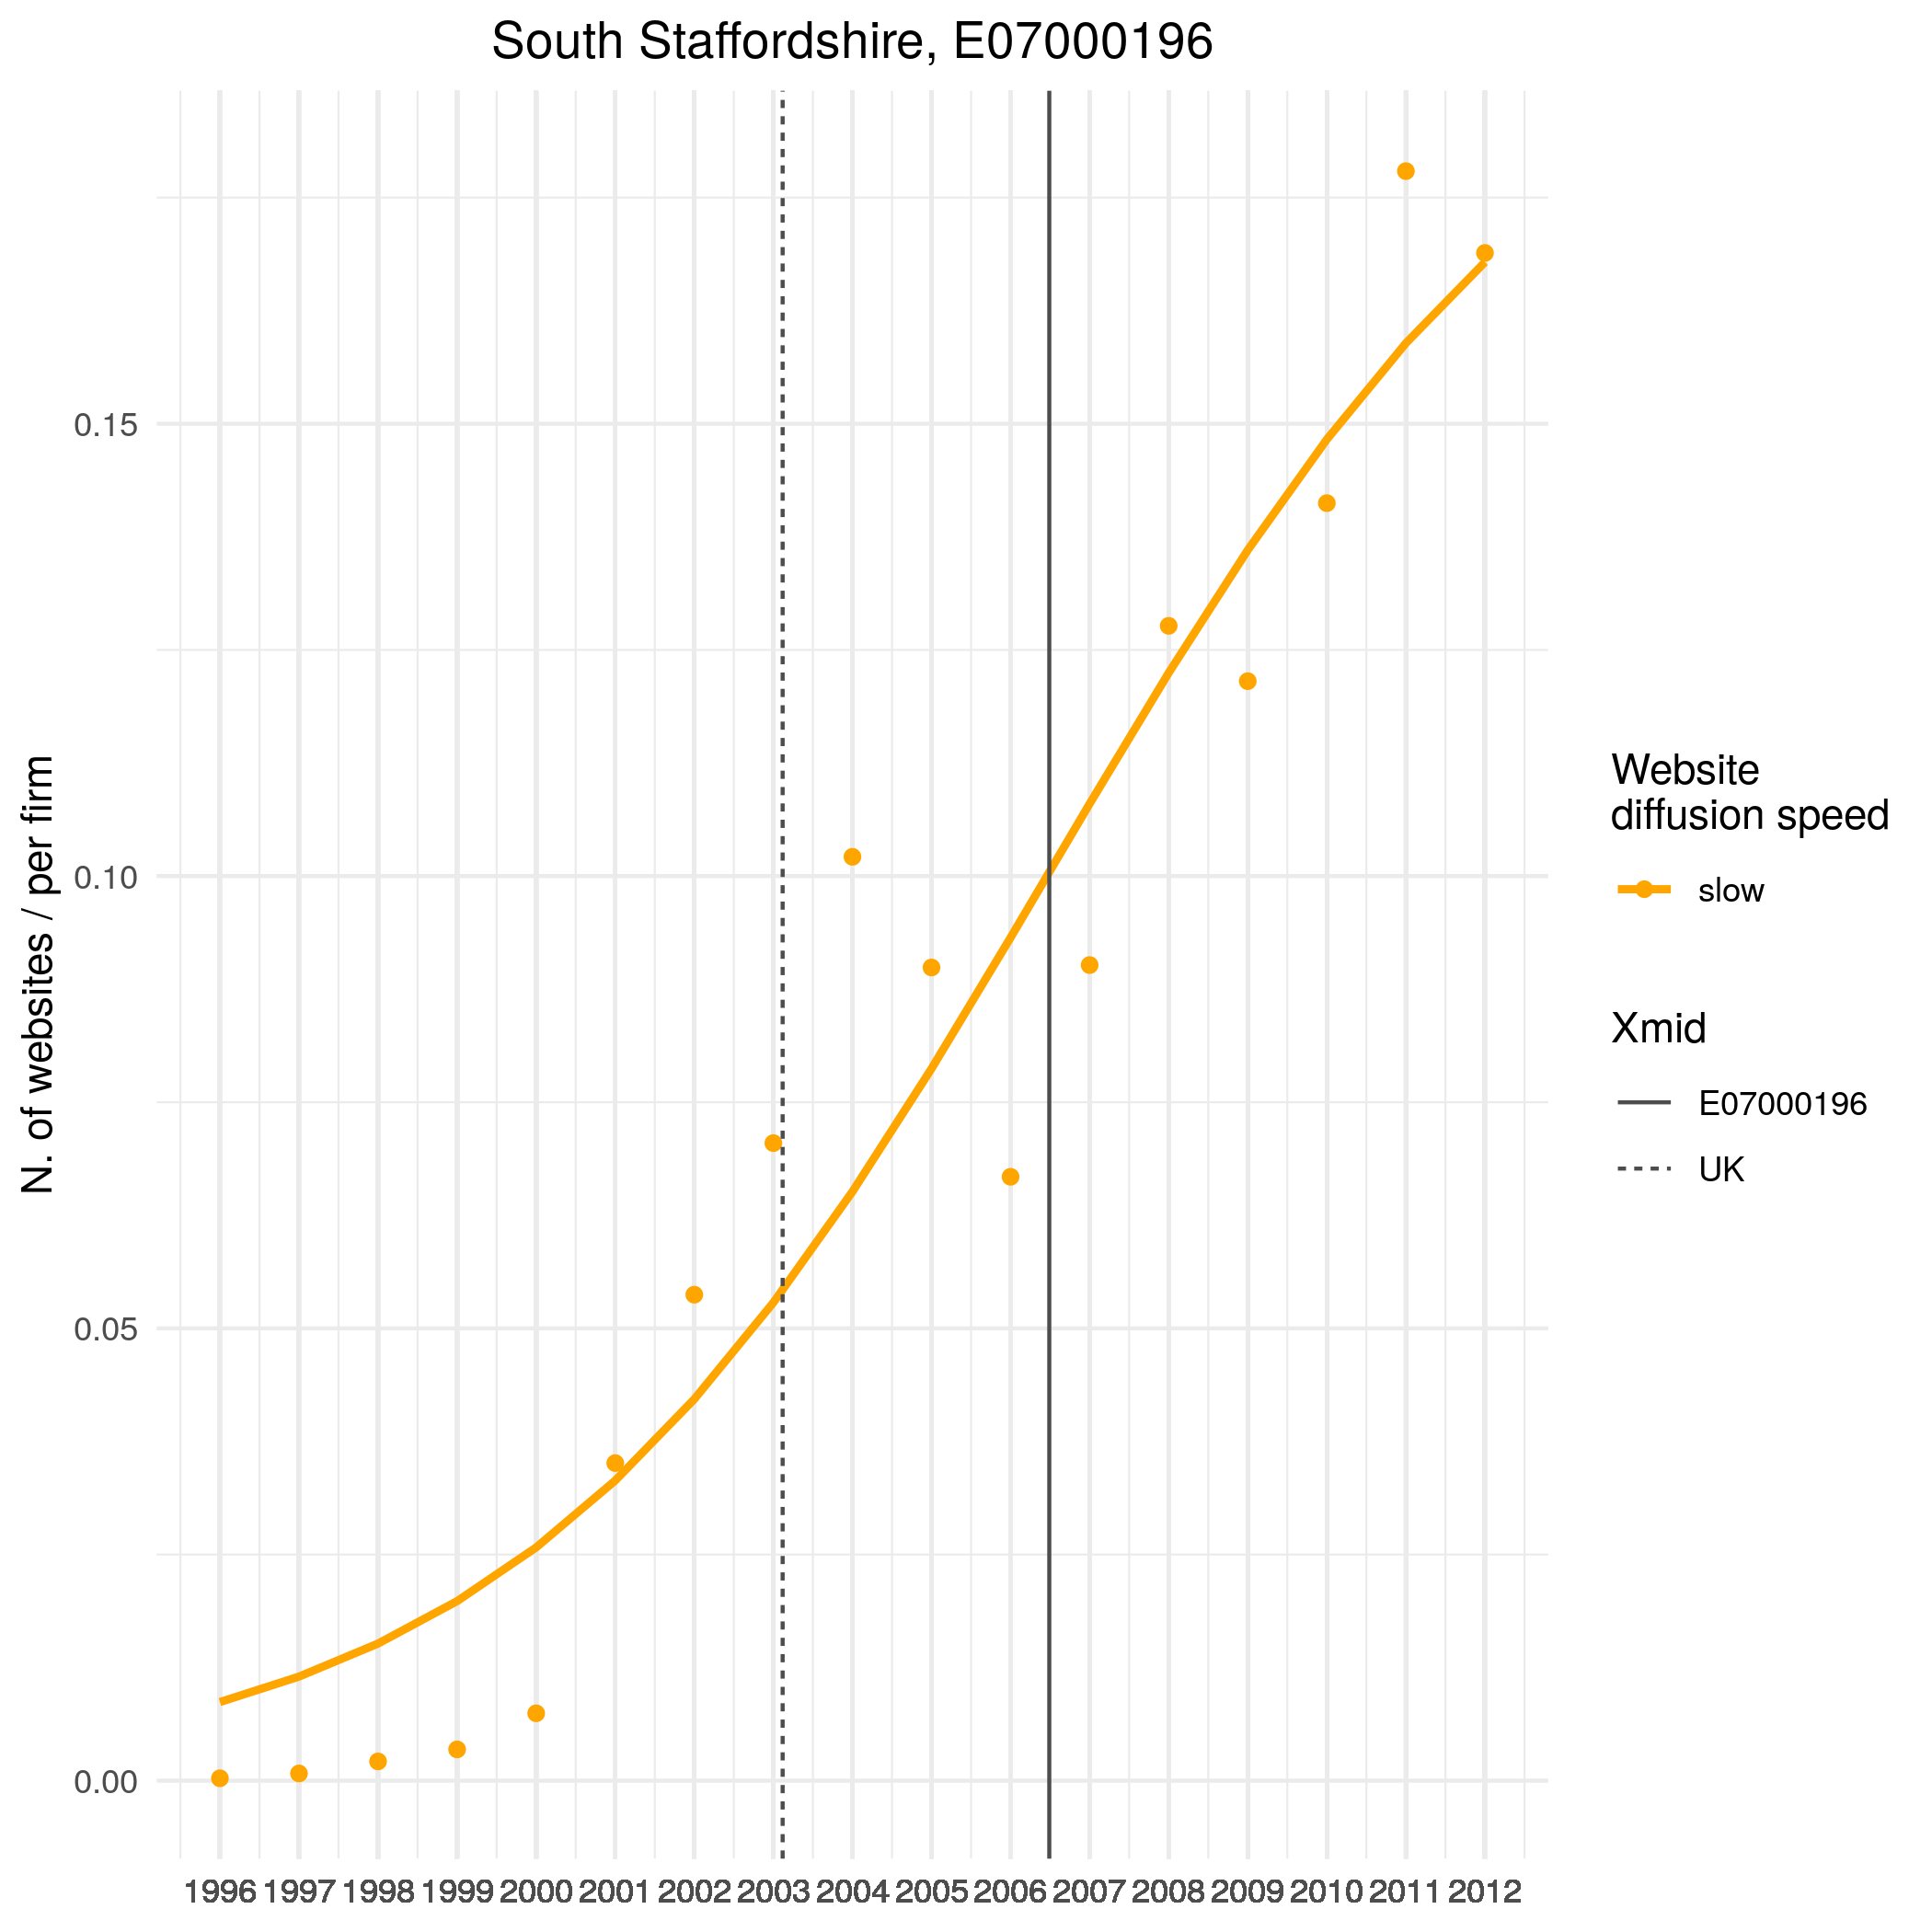 South Staffordshire, E07000196
N. of websites / per firm
0.15
0.10
0.05
0.00
1996 1997 1998 1999 2000 2001 2002 2003 2004 2005 2006 2007 2008 2009 2010 2011 2012
Website
diffusion speed
slow
Xmid
E07000196
UK